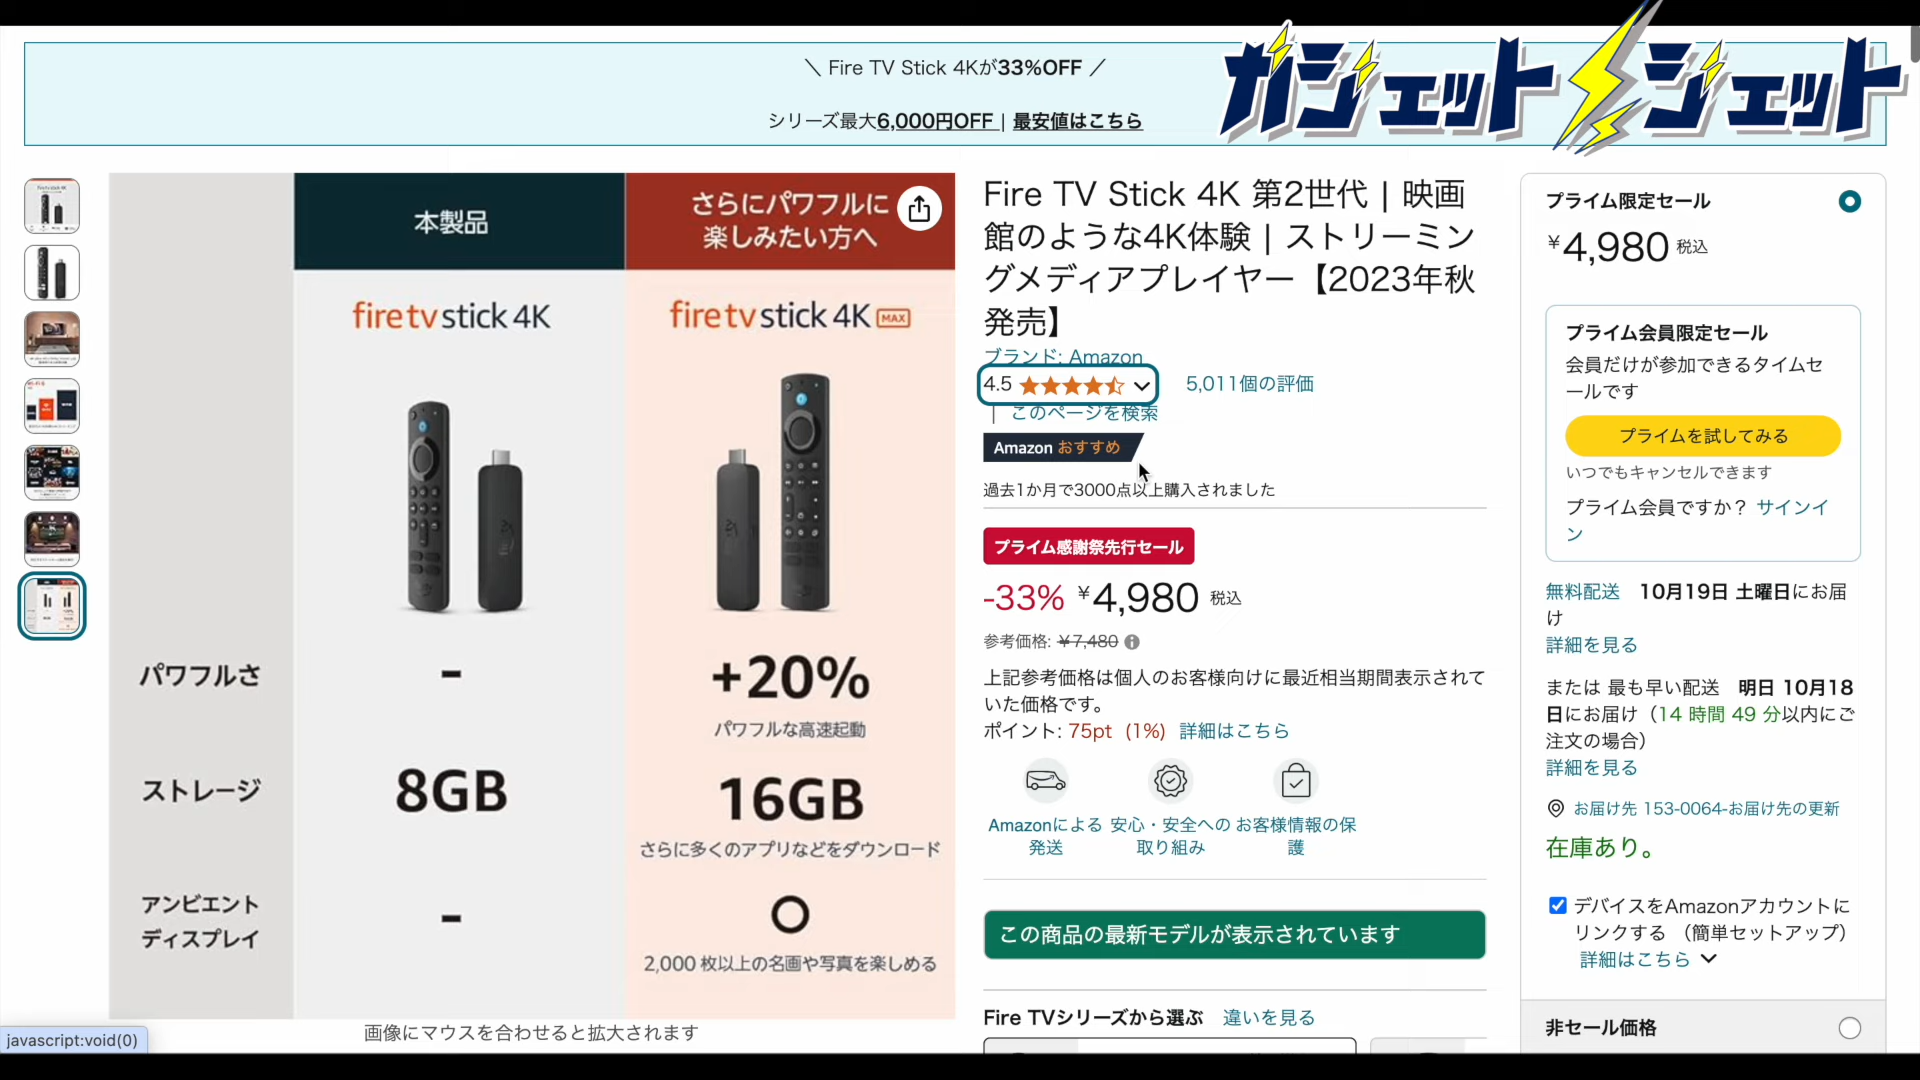 ＼ Fire TV Stick 4Kが33%OFF ／
シリーズ最大6,000円OFF | 最安値はこちら
ガジェットジェット
本製品
さらにパワフルに
楽しみたい方へ
fire tv stick 4K
fire tv stick 4K MAX
パワフルさ
-
+20%
パワフルな高速起動
ストレージ
8GB
16GB
さらに多くのアプリなどをダウンロード
アンビエント
ディスプレイ
-
2,000 枚以上の名画や写真を楽しめる
画像にマウスを合わせると拡大されます
javascript:void(0)
Fire TV Stick 4K 第2世代 | 映画
館のような4K体験 | ストリーミン
グメディアプレイヤー【2023年秋
発売】
ブランド: Amazon
4.5
5,011個の評価
| このページを検索
Amazon おすすめ
過去1か月で3000点以上購入されました
プライム感謝祭先行セール
-33% ￥4,980 税込
参考価格: ￥7,480
上記参考価格は個人のお客様向けに最近相当期間表示されて
いた価格です。
ポイント: 75pt (1%) 詳細はこちら
Amazonによる
発送
安心・安全への
取り組み
お客様情報の保
護
この商品の最新モデルが表示されています
Fire TVシリーズから選ぶ 違いを見る
プライム限定セール
￥4,980 税込
プライム会員限定セール
会員だけが参加できるタイムセ
ールです
プライムを試してみる
いつでもキャンセルできます
プライム会員ですか？ サインイ
ン
無料配送 10月19日 土曜日にお届
け
詳細を見る
または 最も早い配送 明日 10月18
日にお届け（14 時間 49 分以内にご
注文の場合）
詳細を見る
お届け先 153-0064-お届け先の更新
在庫あり。
デバイスをAmazonアカウントに
リンクする （簡単セットアップ）
詳細はこちら
非セール価格